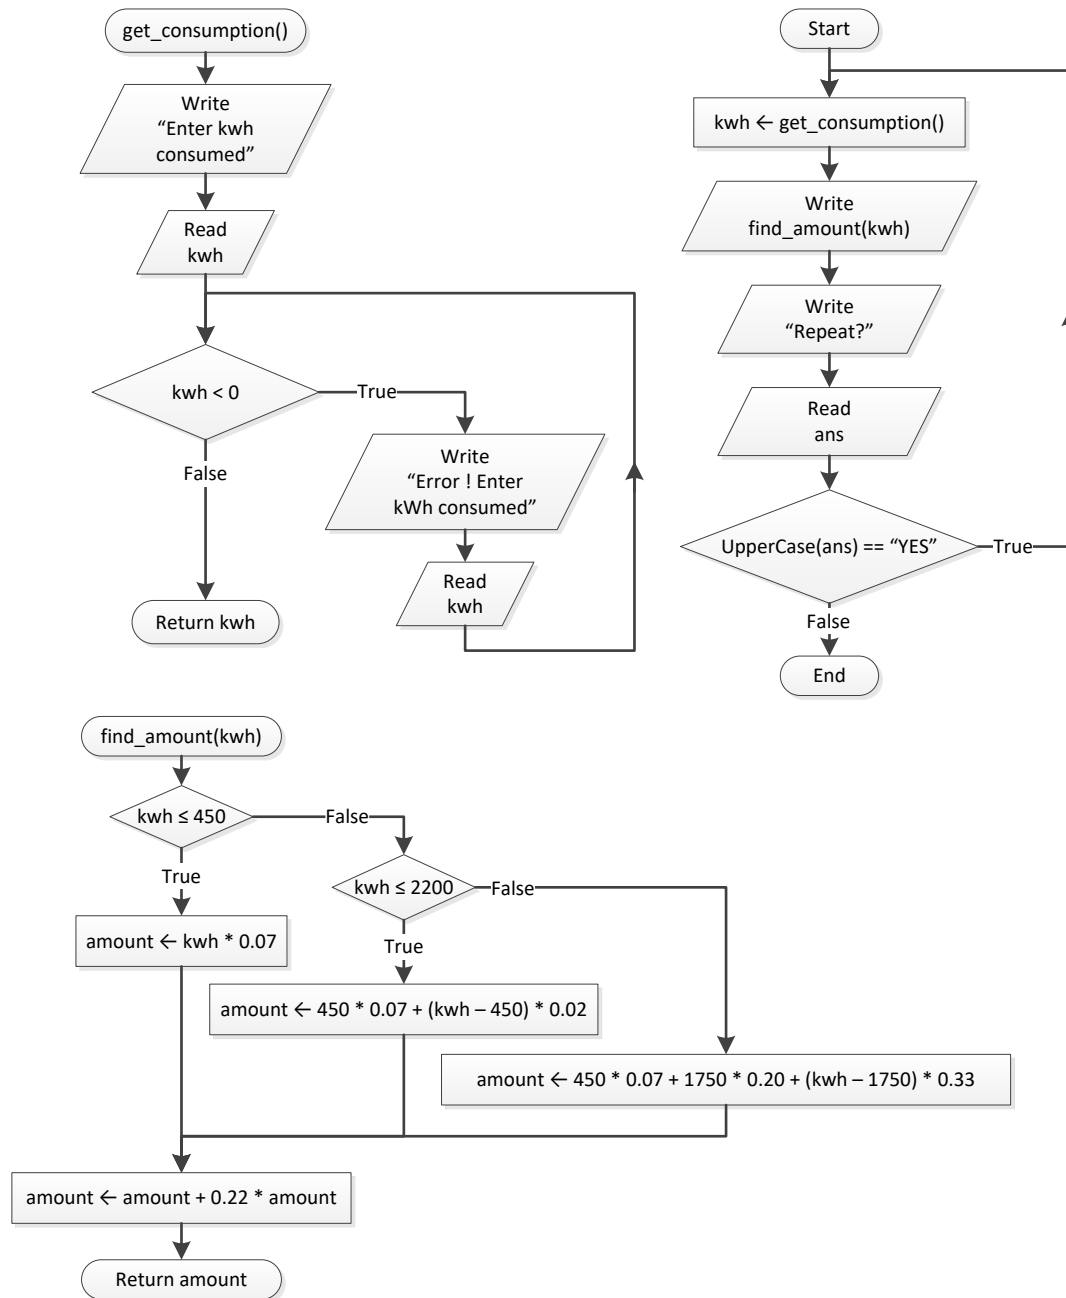 get_consumption()
Write
“Enter kwh
consumed”
Read
kwh
kwh < 0
True
False
Write
“Error ! Enter
kWh consumed”
Read
kwh
Return kwh
Start
kwh ← get_consumption()
Write
find_amount(kwh)
Write
“Repeat?”
Read
ans
UpperCase(ans) == “YES”
True
False
End
find_amount(kwh)
kwh ≤ 450
False
True
kwh ≤ 2200
False
True
amount ← kwh * 0.07
amount ← 450 * 0.07 + (kwh – 450) * 0.02
amount ← 450 * 0.07 + 1750 * 0.20 + (kwh – 1750) * 0.33
amount ← amount + 0.22 * amount
Return amount